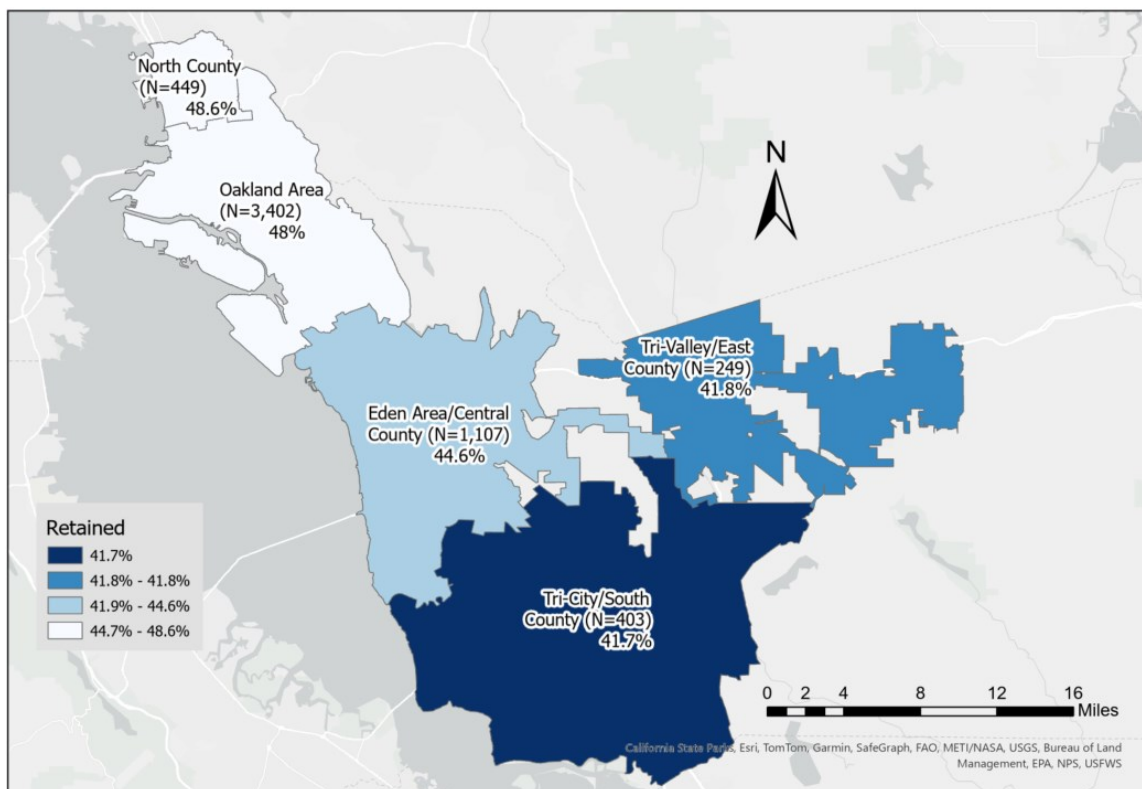 North County
(N=449)
48.6%
Oakland Area
(N=3,402)
48%
N
Tri-Valley/East
County (N=249)
41.8%
Eden Area/Central
County (N=1,107)
44.6%
Retained
41.7%
41.8% - 41.8%
41.9% - 44.6%
44.7% - 48.6%
Tri-City/South
County (N=403)
41.7%
0 2 4 8 12 16
Miles
California State Parks, Esri, TomTom, Garmin, SafeGraph, FAO, METI/NASA, USGS, Bureau of Land
Management, EPA, NPS, USFWS